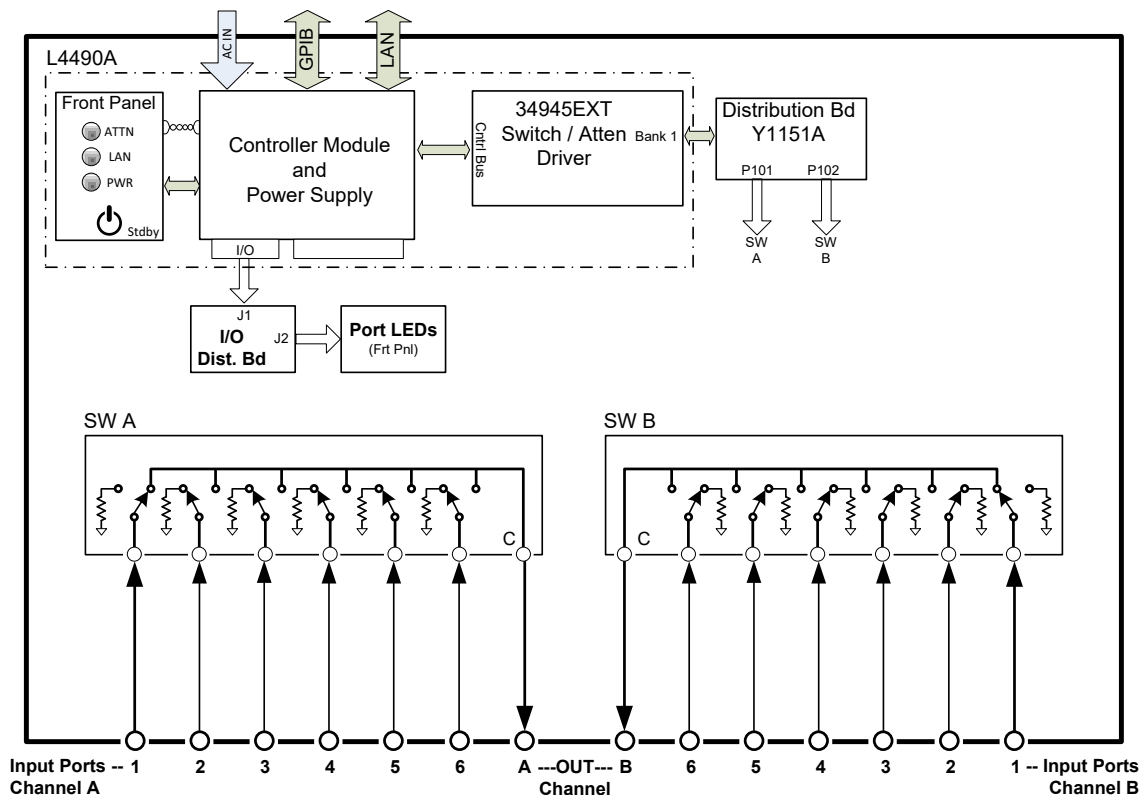 AC IN
GPIB
LAN
L4490A
Front Panel
ATTN
LAN
PWR
Stdby
Controller Module
and
Power Supply
I/O
Cntrl Bus
34945EXT
Switch / Atten
Driver
Bank 1
Distribution Bd
Y1151A
P101
P102
SW
A
SW
B
J1
I/O
Dist. Bd
J2
Port LEDs
(Frt Pnl)
SW A
C
SW B
C
Input Ports -- 1 2 3 4 5 6 A ---OUT--- B 6 5 4 3 2 1 -- Input Ports
Channel A Channel Channel B